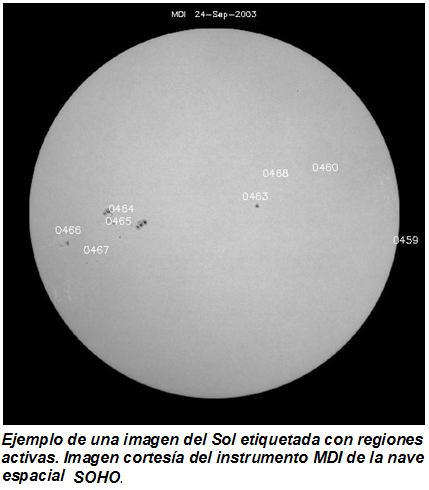 MDI 24-Sep-2003
0460
0468
0463
0464
0465
0466
0459
0467
Ejemplo de una imagen del Sol etiquetada con regiones
activas. Imagen cortesía del instrumento MDI de la nave
espacial SOHO.